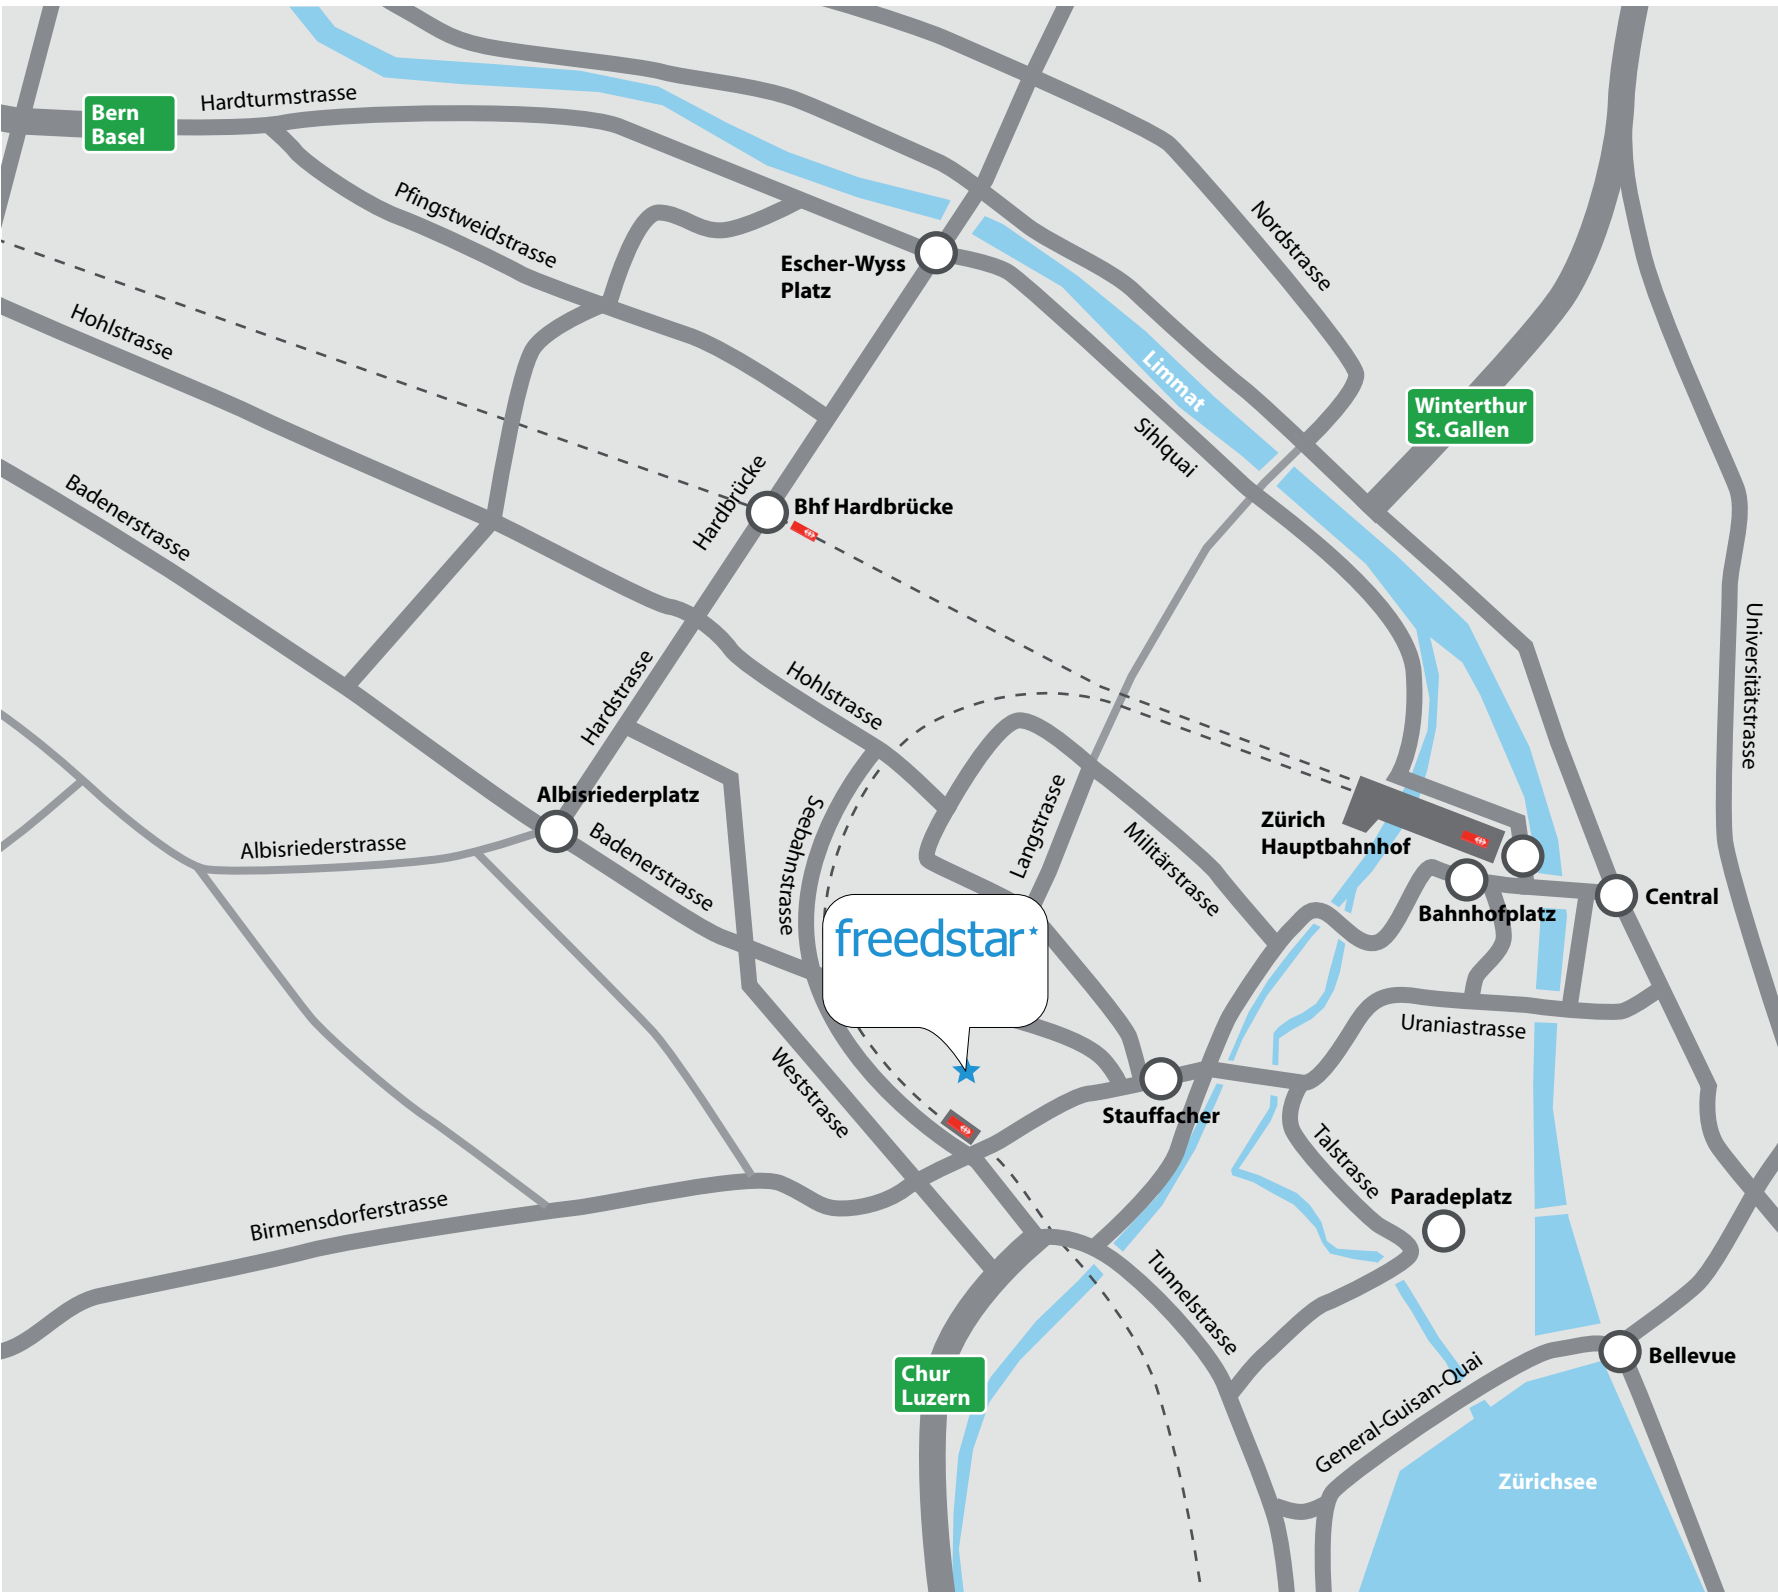 Hardturmstrasse
Bern
Basel
Pfingstweidstrasse
Nordstrasse
Escher-Wyss
Platz
Hohlstrasse
Limmat
Winterthur
St. Gallen
Sihlquai
Badenerstrasse
Hardbrücke
Bhf Hardbrücke
Universitätstrasse
Hardstrasse
Hohlstrasse
Albisriederplatz
Seebahnstrasse
Langstrasse
Militärstrasse
Zürich
Hauptbahnhof
Albisriederstrasse
Badenerstrasse
Central
Bahnhofplatz
freedstar
Uraniastrasse
Weststrasse
Stauffacher
Talstrasse
Paradeplatz
Birmensdorferstrasse
Tunnelstrasse
Bellevue
Chur
Luzern
General-Guisan-Quai
Zürichsee